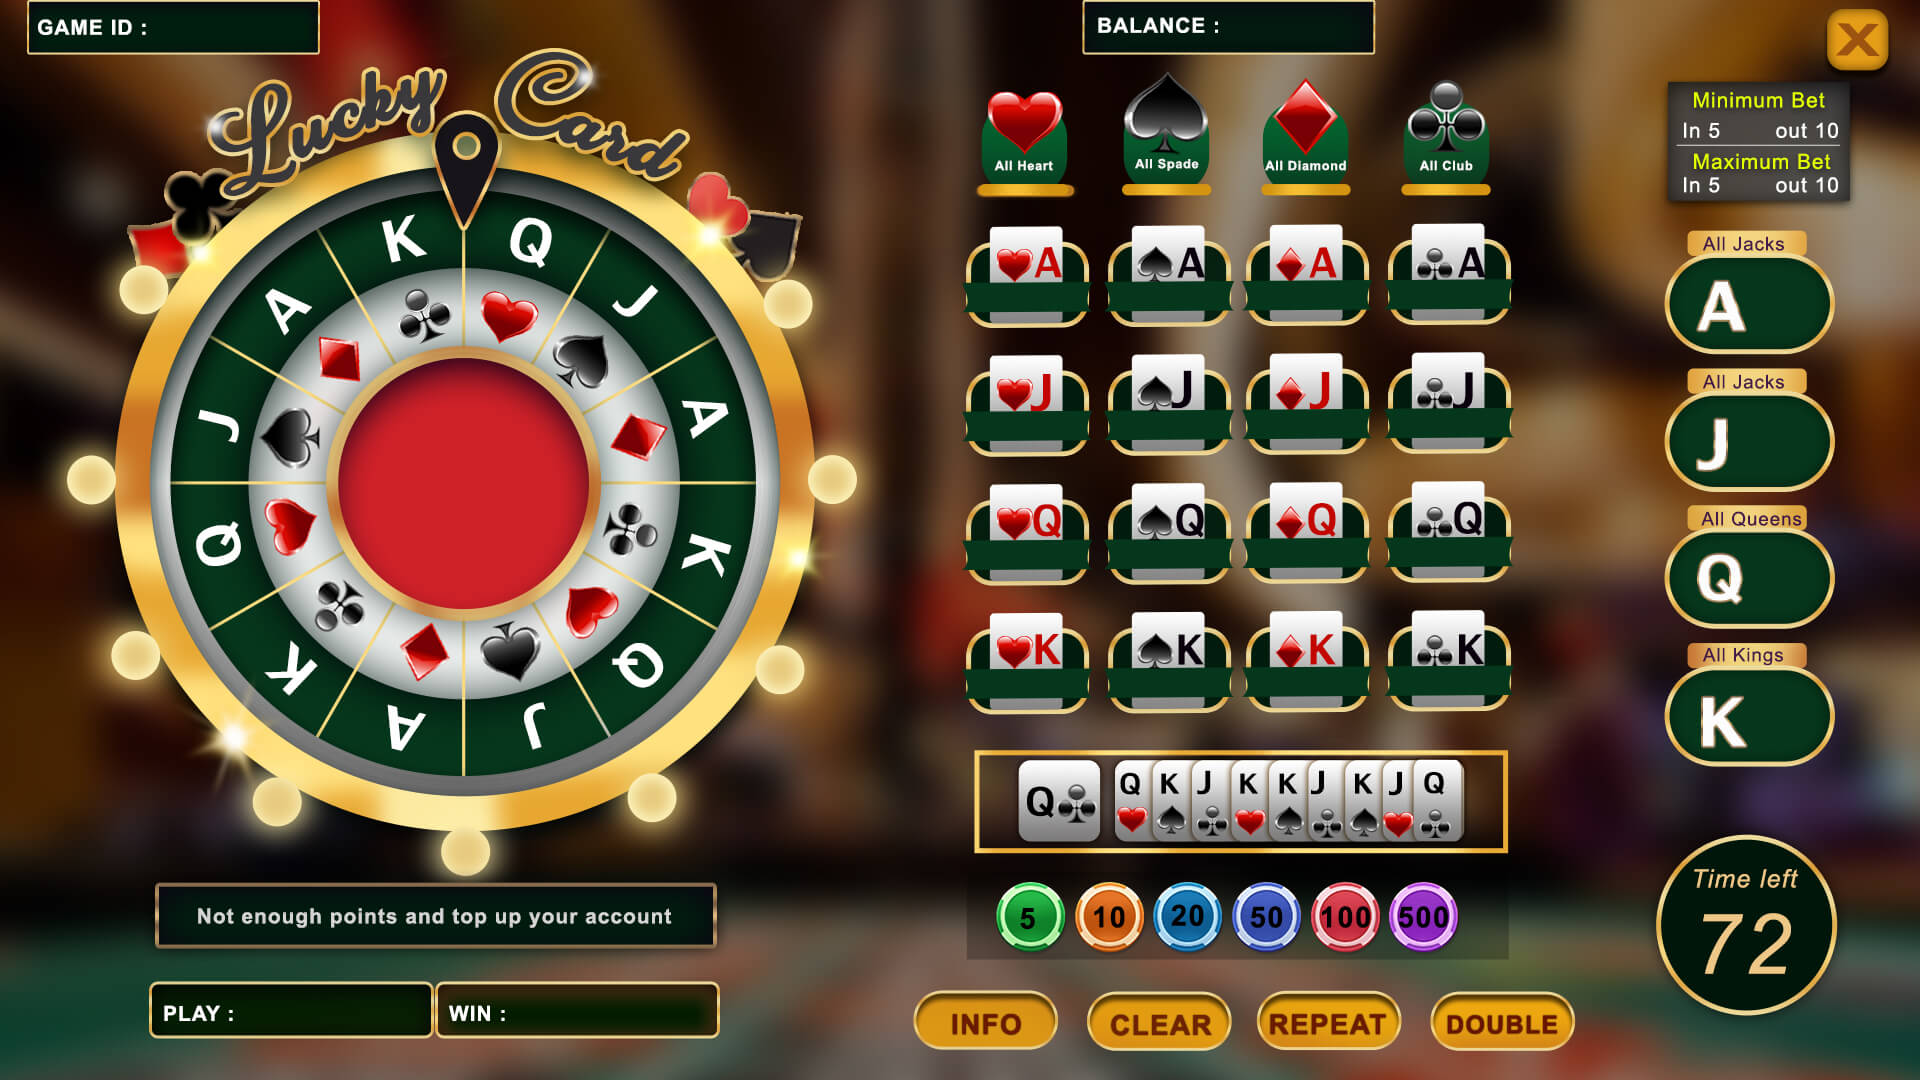 GAME ID :
BALANCE :
X
Lucky Card
Minimum Bet
In 5 out 10
Maximum Bet
In 5 out 10
All Heart
All Spade
All Diamond
All Club
K
Q
J
A
K
Q
J
A
K
Q
J
A
A A A A
J J J J
Q Q Q Q
K K K K
All Jacks
A
All Jacks
J
All Queens
Q
All Kings
K
Q Q K J K K J K J Q
Time left
72
Not enough points and top up your account
5 10 20 50 100 500
PLAY :
WIN :
INFO
CLEAR
REPEAT
DOUBLE